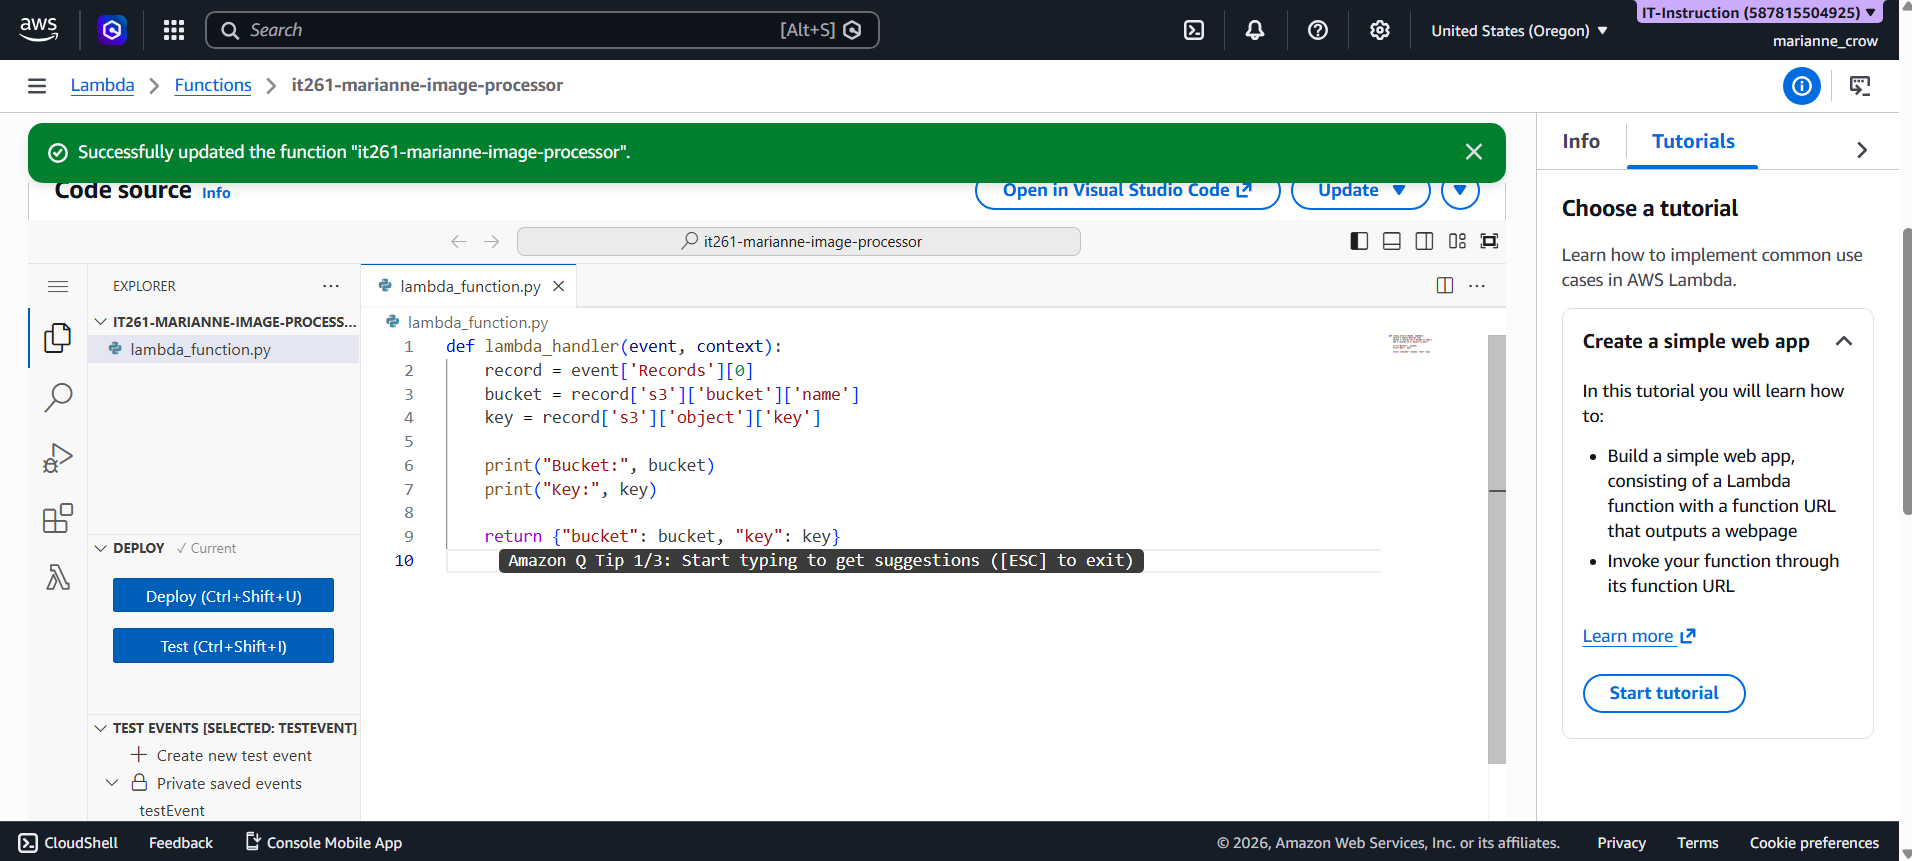 aws
Search [Alt+S]
United States (Oregon) ▼
IT-Instruction (587815504925) ▼
marianne_crow
Lambda > Functions > it261-marianne-image-processor
Successfully updated the function "it261-marianne-image-processor".
Code source Info
Open in Visual Studio Code
Update ▼
it261-marianne-image-processor
EXPLORER ...
IT261-MARIANNE-IMAGE-PROCESS...
lambda_function.py
DEPLOY ✓ Current
Deploy (Ctrl+Shift+U)
Test (Ctrl+Shift+I)
TEST EVENTS [SELECTED: TESTEVENT]
Create new test event
Private saved events
testEvent
lambda_function.py
lambda_function.py
1 def lambda_handler(event, context):
2 record = event['Records'][0]
3 bucket = record['s3']['bucket']['name']
4 key = record['s3']['object']['key']
5
6 print("Bucket:", bucket)
7 print("Key:", key)
8
9 return {"bucket": bucket, "key": key}
10 Amazon Q Tip 1/3: Start typing to get suggestions ([ESC] to exit)
Info Tutorials
Choose a tutorial
Learn how to implement common use
cases in AWS Lambda.
Create a simple web app
In this tutorial you will learn how
to:
• Build a simple web app,
consisting of a Lambda
function with a function URL
that outputs a webpage
• Invoke your function through
its function URL
Learn more
Start tutorial
CloudShell Feedback Console Mobile App
© 2026, Amazon Web Services, Inc. or its affiliates. Privacy Terms Cookie preferences